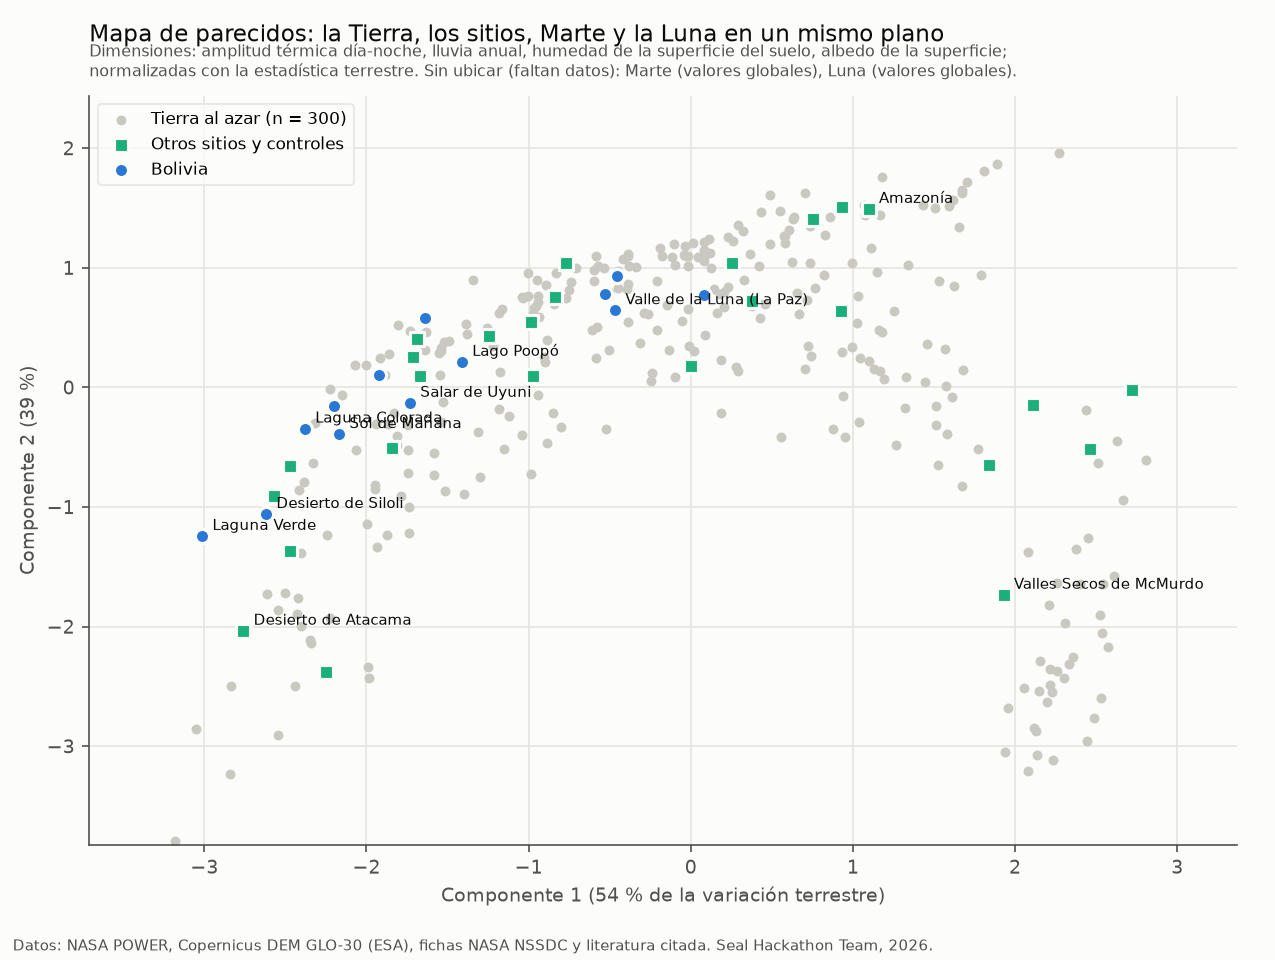 Mapa de parecidos: la Tierra, los sitios, Marte y la Luna en un mismo plano
Dimensiones: amplitud térmica día-noche, lluvia anual, humedad de la superficie del suelo, albedo de la superficie;
normalizadas con la estadística terrestre. Sin ubicar (faltan datos): Marte (valores globales), Luna (valores globales).
Tierra al azar (n = 300)
Otros sitios y controles
Bolivia
Amazonía
Valle de la Luna (La Paz)
Lago Poopó
Salar de Uyuni
Laguna Colorada
Sol de Mañana
Desierto de Siloli
Laguna Verde
Valles Secos de McMurdo
Desierto de Atacama
2
1
0
−1
−2
−3
Componente 2 (39 %)
−3
−2
−1
0
1
2
3
Componente 1 (54 % de la variación terrestre)
Datos: NASA POWER, Copernicus DEM GLO-30 (ESA), fichas NASA NSSDC y literatura citada. Seal Hackathon Team, 2026.